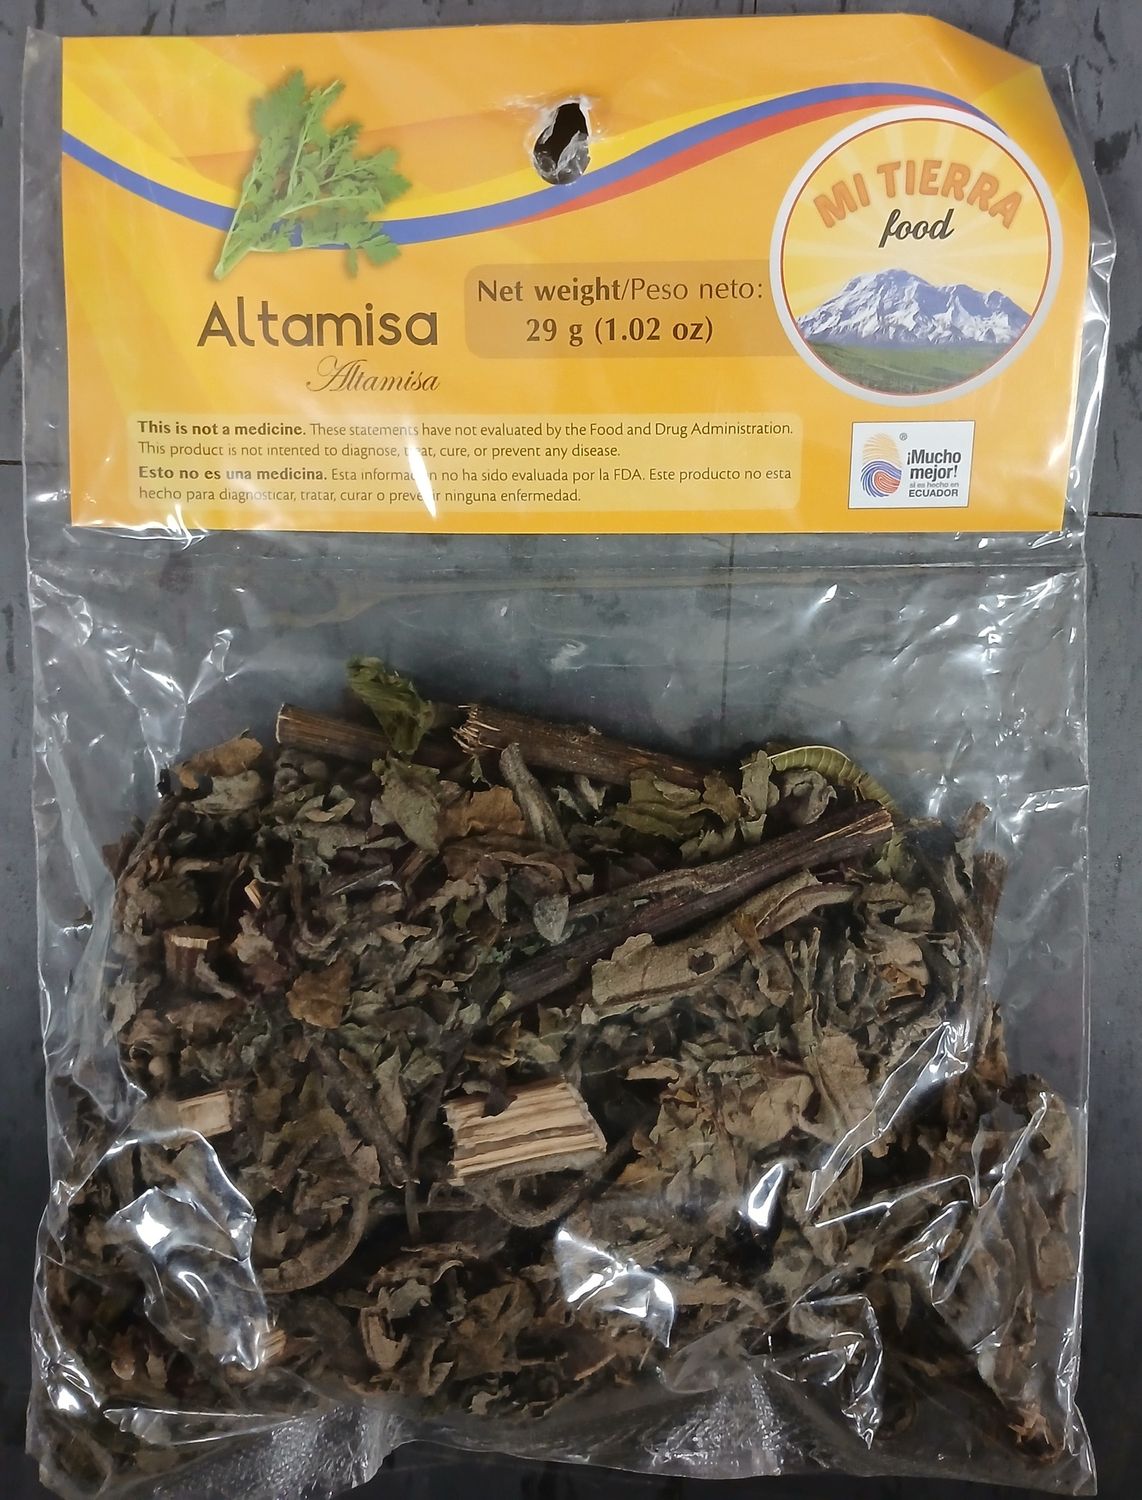 MI TIERRA
food
Net weight/Peso neto:
29 g (1.02 oz)
Altamisa
Altamisa
This is not a medicine. These statements have not evaluated by the Food and Drug Administration.
This product is not intented to diagnose, treat, cure, or prevent any disease.
Esto no es una medicina. Esta información no ha sido evaluada por la FDA. Este producto no esta
hecho para diagnosticar, tratar, curar o prevenir ninguna enfermedad.
®
¡Mucho
mejor!
si es hecho en
ECUADOR